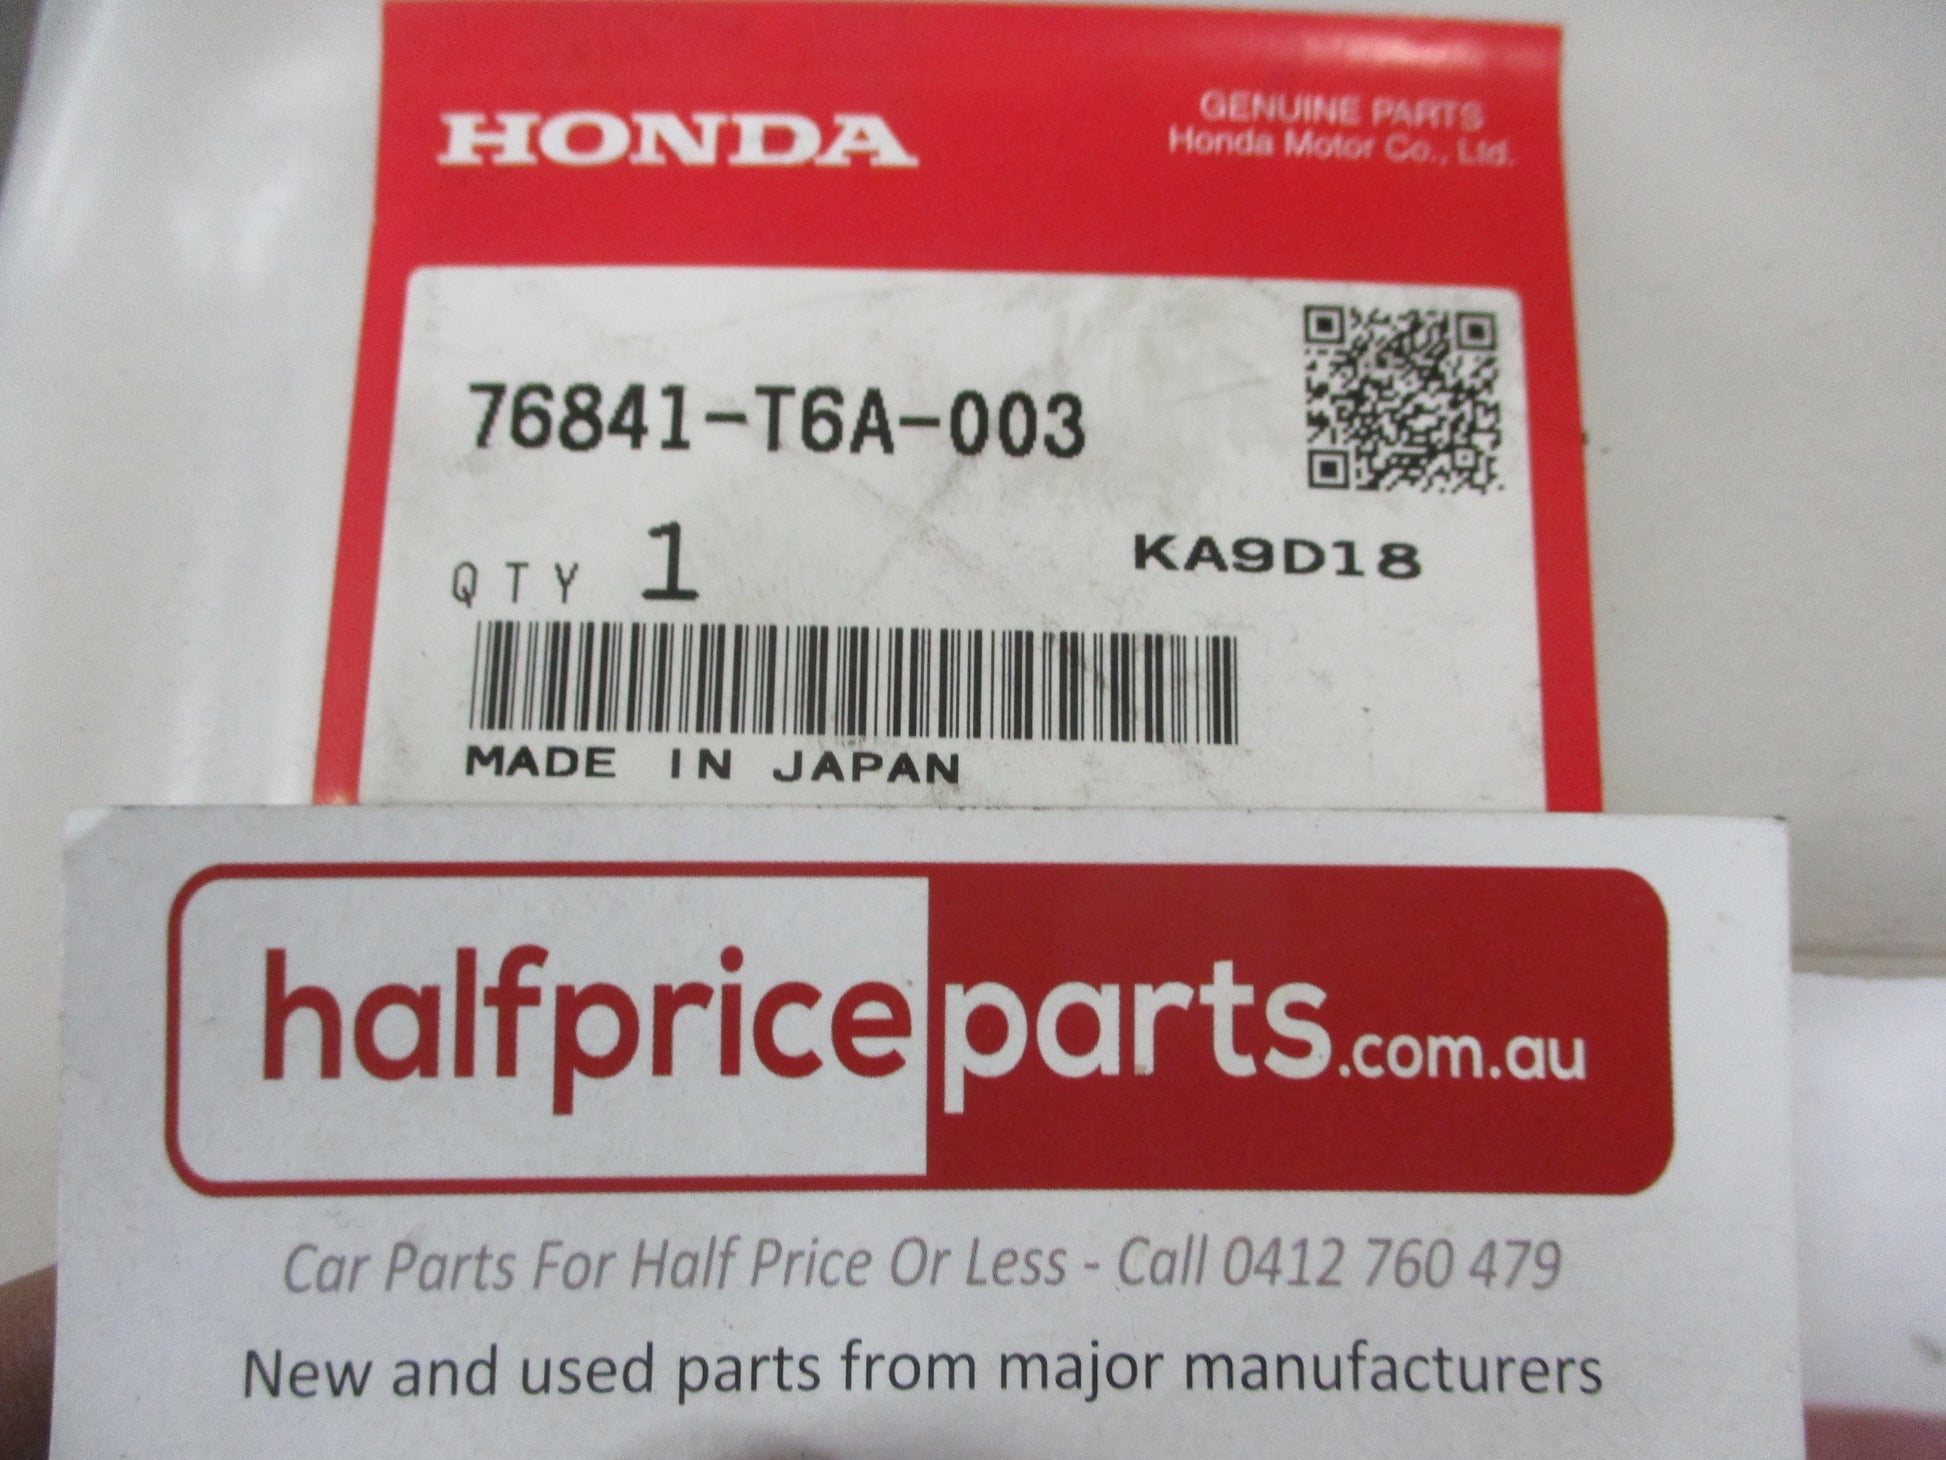 HONDA
GENUINE PARTS
Honda Motor Co., Ltd.
76841-T6A-003
QTY 1
KA9D18
MADE IN JAPAN
halfpriceparts.com.au
Car Parts For Half Price Or Less - Call 0412 760 479
New and used parts from major manufacturers